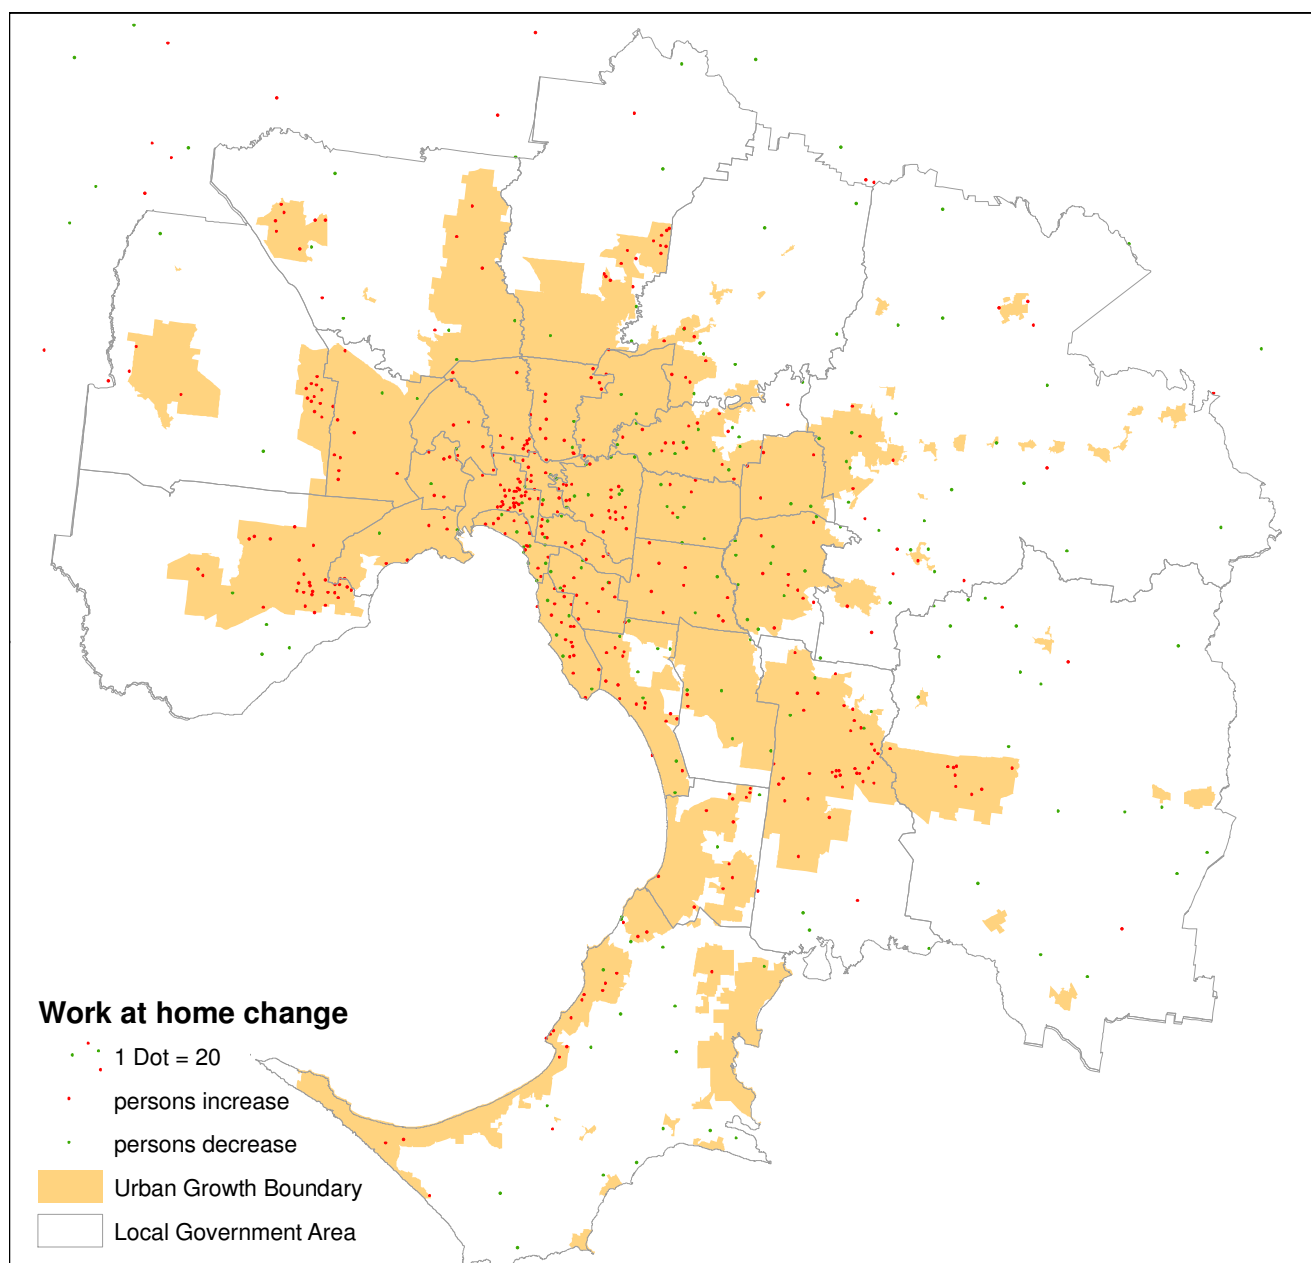 Work at home change
1 Dot = 20
persons increase
persons decrease
Urban Growth Boundary
Local Government Area